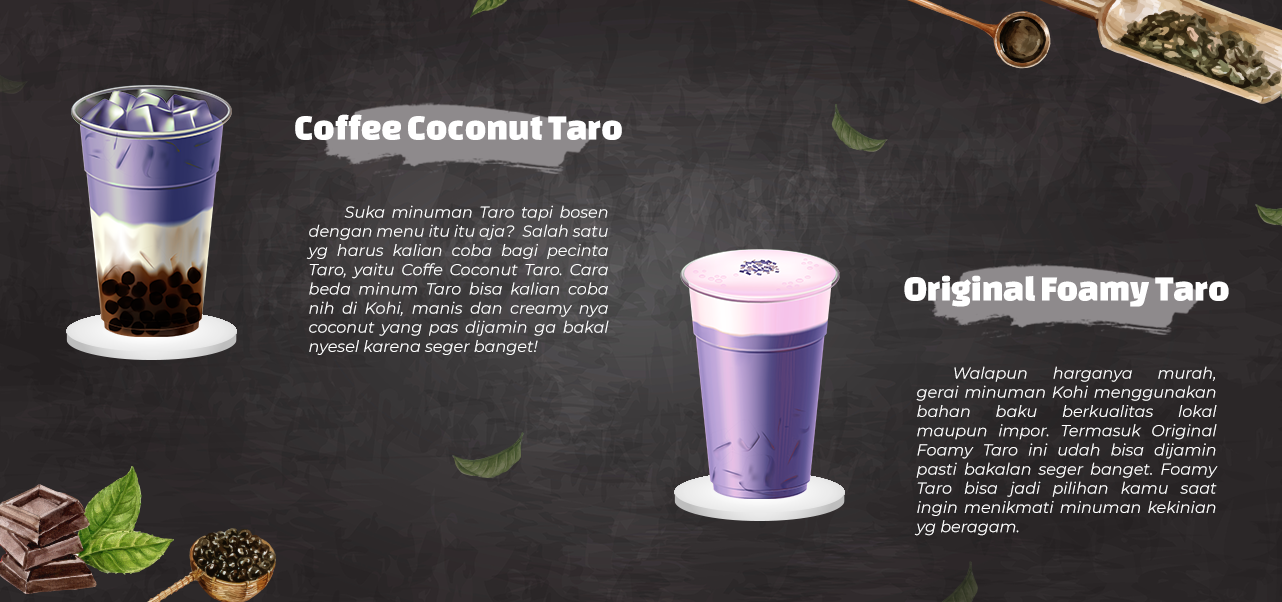 Coffee Coconut Taro
Suka minuman Taro tapi bosen
dengan menu itu itu aja? Salah satu
yg harus kalian coba bagi pecinta
Taro, yaitu Coffe Coconut Taro. Cara
beda minum Taro bisa kalian coba
nih di Kohi, manis dan creamy nya
coconut yang pas dijamin ga bakal
nyesel karena seger banget!
Original Foamy Taro
Walapun harganya murah,
gerai minuman Kohi menggunakan
bahan baku berkualitas lokal
maupun impor. Termasuk Original
Foamy Taro ini udah bisa dijamin
pasti bakalan seger banget. Foamy
Taro bisa jadi pilihan kamu saat
ingin menikmati minuman kekinian
yg beragam.